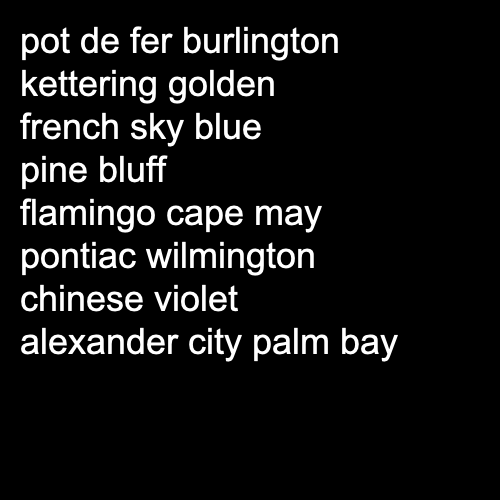 pot de fer burlington
kettering golden
french sky blue
pine bluff
flamingo cape may
pontiac wilmington
chinese violet
alexander city palm bay